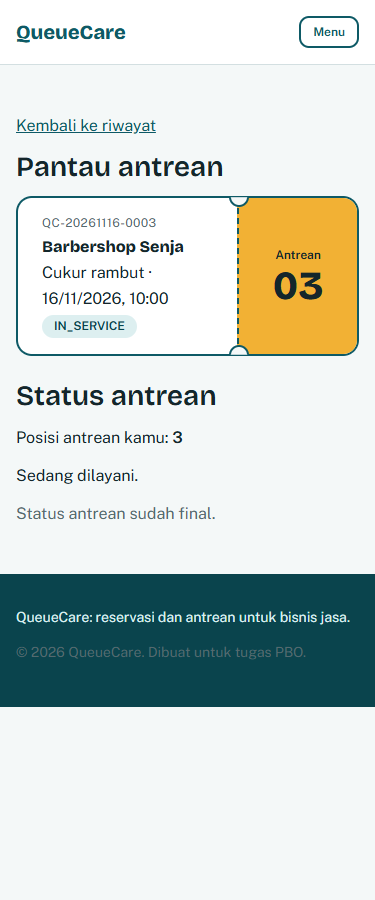 QueueCare
Menu
Kembali ke riwayat
Pantau antrean
QC-20261116-0003
Barbershop Senja
Cukur rambut ·
16/11/2026, 10:00
IN_SERVICE
Antrean
03
Status antrean
Posisi antrean kamu: 3
Sedang dilayani.
Status antrean sudah final.
QueueCare: reservasi dan antrean untuk bisnis jasa.
© 2026 QueueCare. Dibuat untuk tugas PBO.